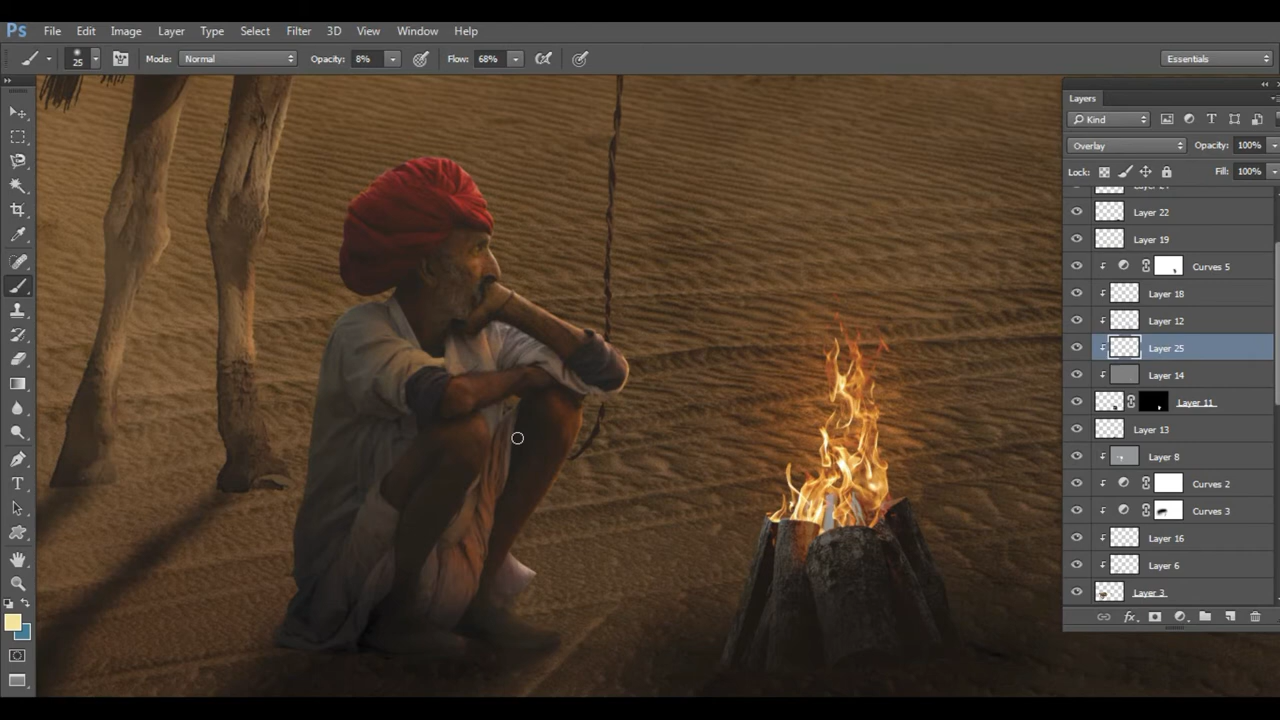 Ps File Edit Image Layer Type Select Filter 3D View Window Help
25 Mode: Normal Opacity: 8% Flow: 68% Essentials
Layers
Kind
Overlay Opacity: 100%
Lock: Fill: 100%
Layer 22
Layer 19
Curves 5
Layer 18
Layer 12
Layer 25
Layer 14
Layer 11
Layer 13
Layer 8
Curves 2
Curves 3
Layer 16
Layer 6
Layer 3
fx